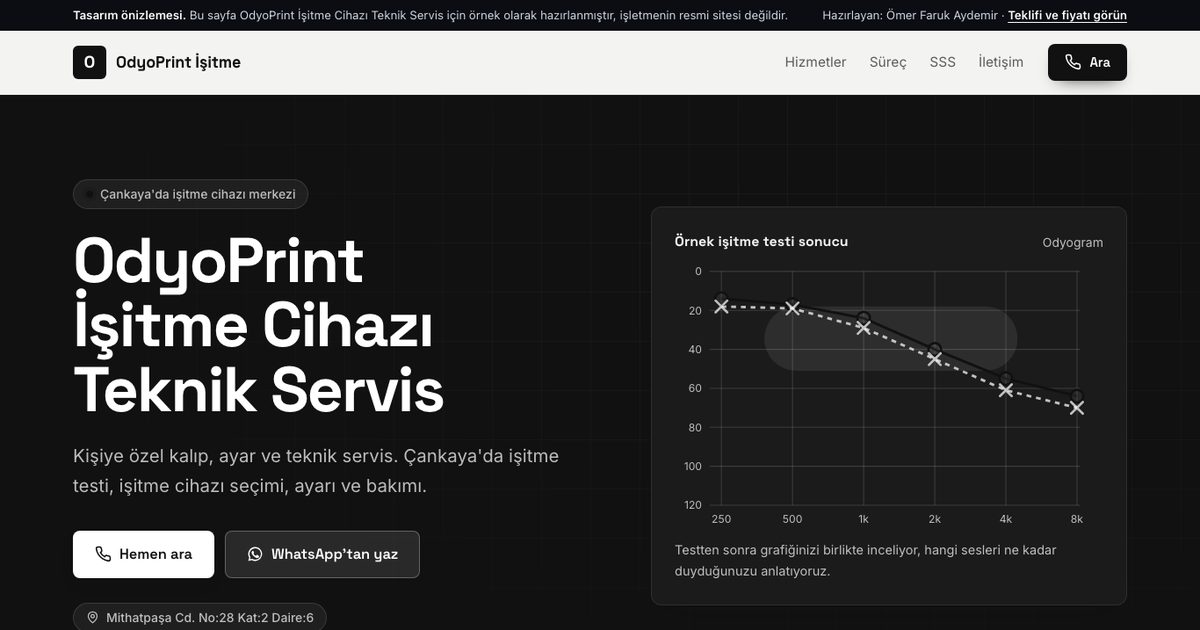 Tasarım önizlemesi. Bu sayfa OdyoPrint İşitme Cihazı Teknik Servis için örnek olarak hazırlanmıştır, işletmenin resmi sitesi değildir.
Hazırlayan: Ömer Faruk Aydemir · Teklifi ve fiyatı görün
O OdyoPrint İşitme
Hizmetler Süreç SSS İletişim Ara
Çankaya'da işitme cihazı merkezi
OdyoPrint
İşitme Cihazı
Teknik Servis
Kişiye özel kalıp, ayar ve teknik servis. Çankaya'da işitme
testi, işitme cihazı seçimi, ayarı ve bakımı.
Hemen ara
WhatsApp'tan yaz
Mithatpaşa Cd. No:28 Kat:2 Daire:6
Örnek işitme testi sonucu
Odyogram
0
20
40
60
80
100
120
250 500 1k 2k 4k 8k
Testten sonra grafiğinizi birlikte inceliyor, hangi sesleri ne kadar
duyduğunuzu anlatıyoruz.